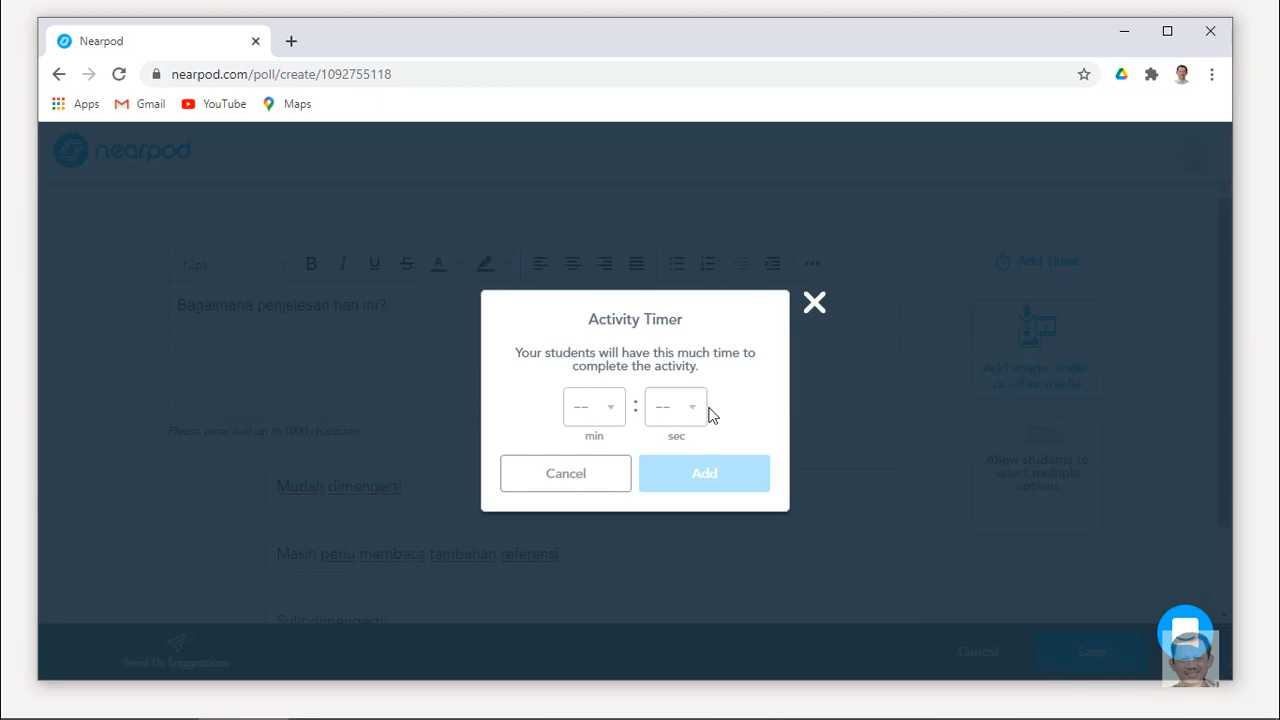 Nearpod
nearpod.com/poll/create/1092755118
Apps Gmail YouTube Maps
nearpod
12pt B I U S A
Add Timer
Bagaimana penjelasan hari ini?
Activity Timer
Your students will have this much time to
complete the activity.
-- : --
min sec
Cancel Add
Add image, audio,
or other media
Please enter text up to 1000 characters
Allow students to
select multiple
options.
Mudah dimengerti
Masih perlu membaca tambahan referensi
Sulit dimengerti
Send Us Suggestions
Cancel Save